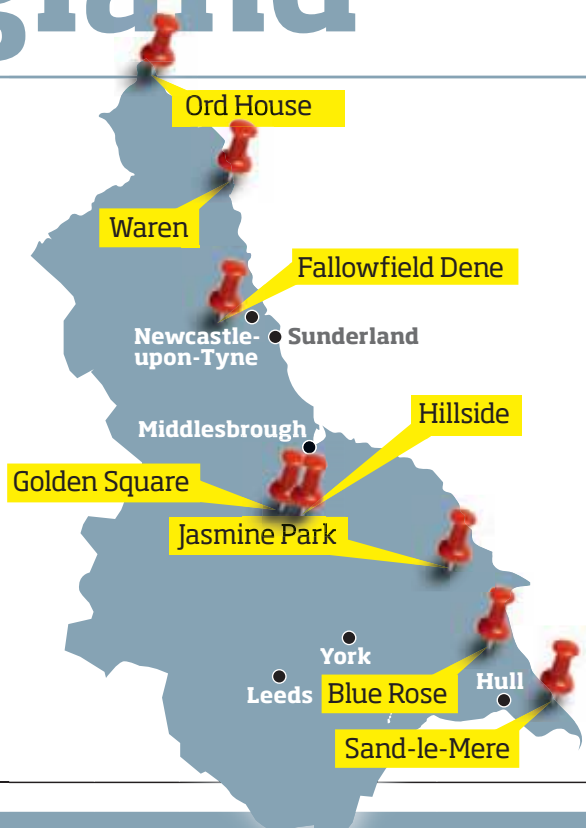 gland
Ord House
Waren
Fallowfield Dene
Newcastle-
upon-Tyne
Sunderland
Hillside
Middlesbrough
Golden Square
Jasmine Park
York
Leeds
Blue Rose
Hull
Sand-le-Mere